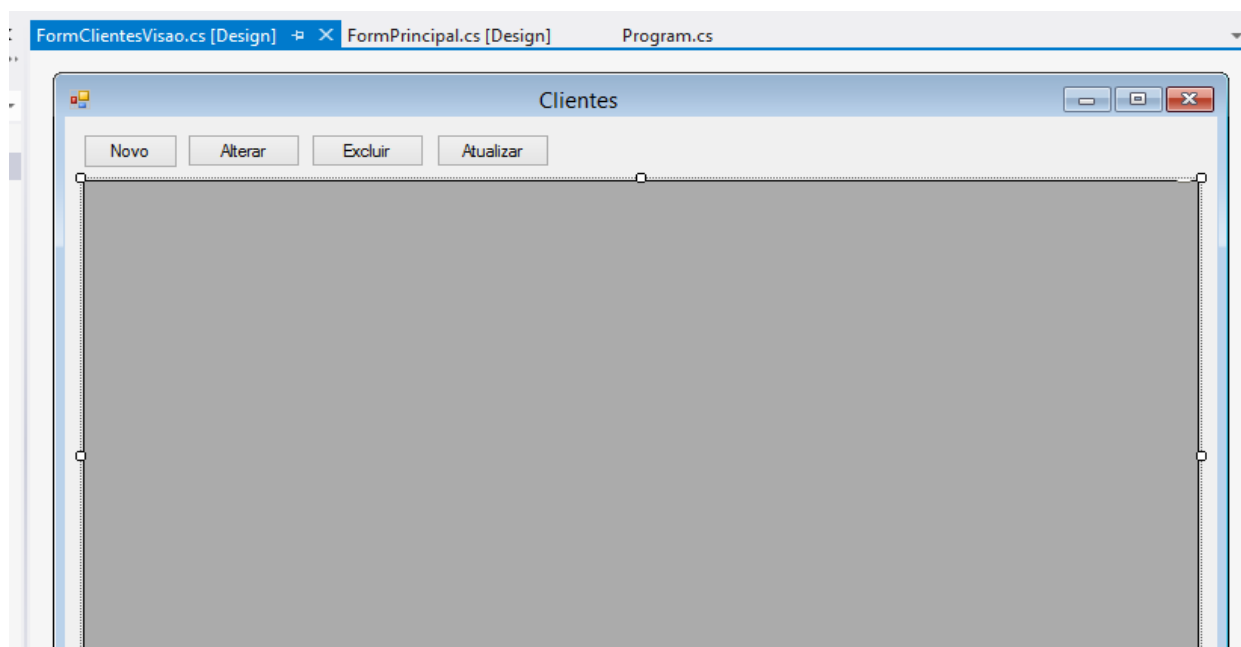 FormClientesVisao.cs [Design] FormPrincipal.cs [Design] Program.cs
Clientes
Novo Alterar Excluir Atualizar